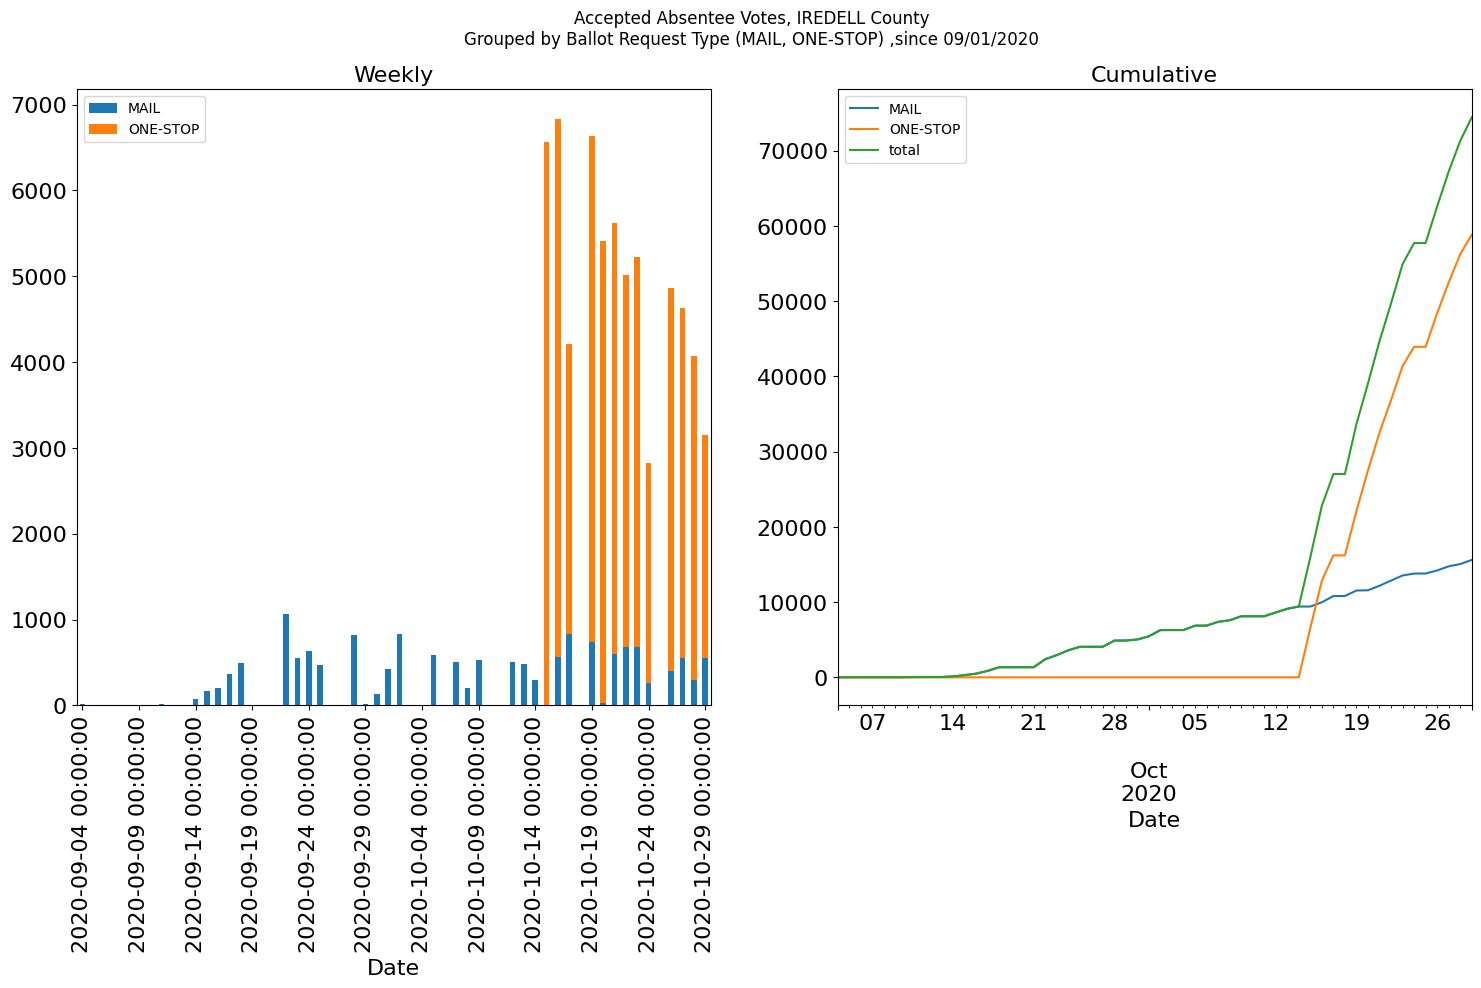 Accepted Absentee Votes, IREDELL County
Grouped by Ballot Request Type (MAIL, ONE-STOP) ,since 09/01/2020
Weekly
MAIL
ONE-STOP
7000
6000
5000
4000
3000
2000
1000
0
2020-09-04 00:00:00
2020-09-09 00:00:00
2020-09-14 00:00:00
2020-09-19 00:00:00
2020-09-24 00:00:00
2020-09-29 00:00:00
2020-10-04 00:00:00
2020-10-09 00:00:00
2020-10-14 00:00:00
2020-10-19 00:00:00
2020-10-24 00:00:00
2020-10-29 00:00:00
Date
Cumulative
MAIL
ONE-STOP
total
70000
60000
50000
40000
30000
20000
10000
0
07 14 21 28 05 12 19 26
Oct
2020
Date